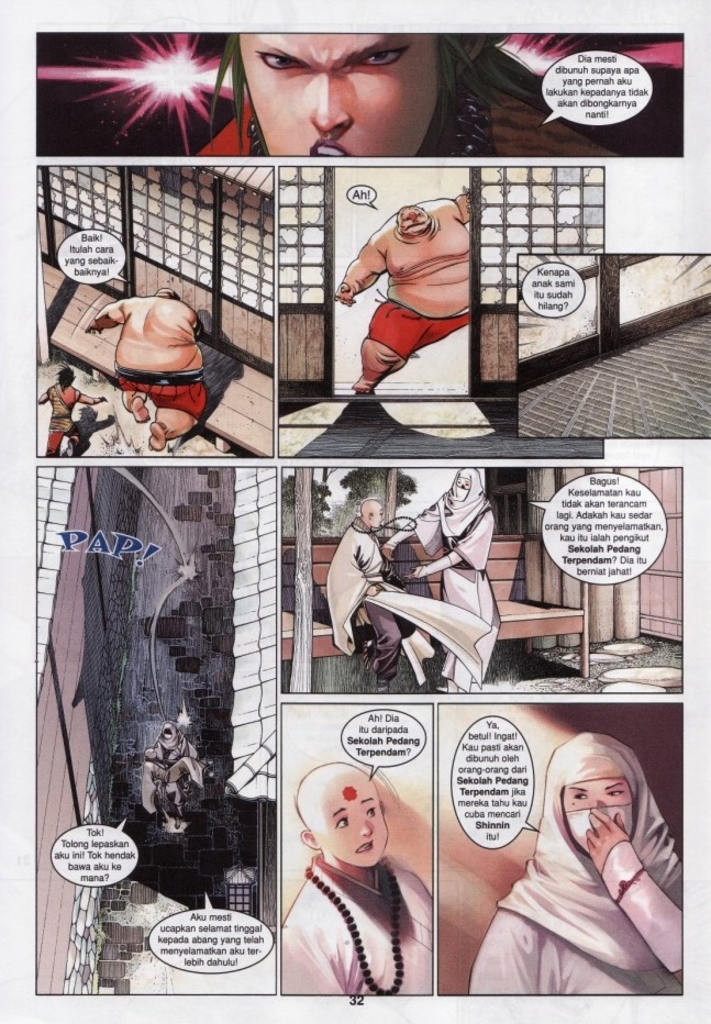 Dia mesti
dibunuh supaya apa
yang pernah aku
lakukan kepadanya tidak
akan dibongkarnya
nanti!
Baik!
Itulah cara
yang sebaik-
baiknya!
Ah!
Kenapa
anak sami
itu sudah
hilang?
PAP!
Tok!
Tolong lepaskan
aku ini! Tok hendak
bawa aku ke
mana?
Aku mesti
ucapkan selamat tinggal
kepada abang yang telah
menyelamatkan aku ter-
lebih dahulu!
Bagus!
Keselamatan kau
tidak akan terancam
lagi. Adakah kau sedar
orang yang menyelamatkan,
kau itu ialah pengikut
Sekolah Pedang
Terpendam? Dia itu
berniat jahat!
Ah! Dia
itu daripada
Sekolah Pedang
Terpendam?
Ya,
betul! Ingat!
Kau pasti akan
dibunuh oleh
orang-orang dari
Sekolah Pedang
Terpendam jika
mereka tahu kau
cuba mencari
Shinnin
itu!
32